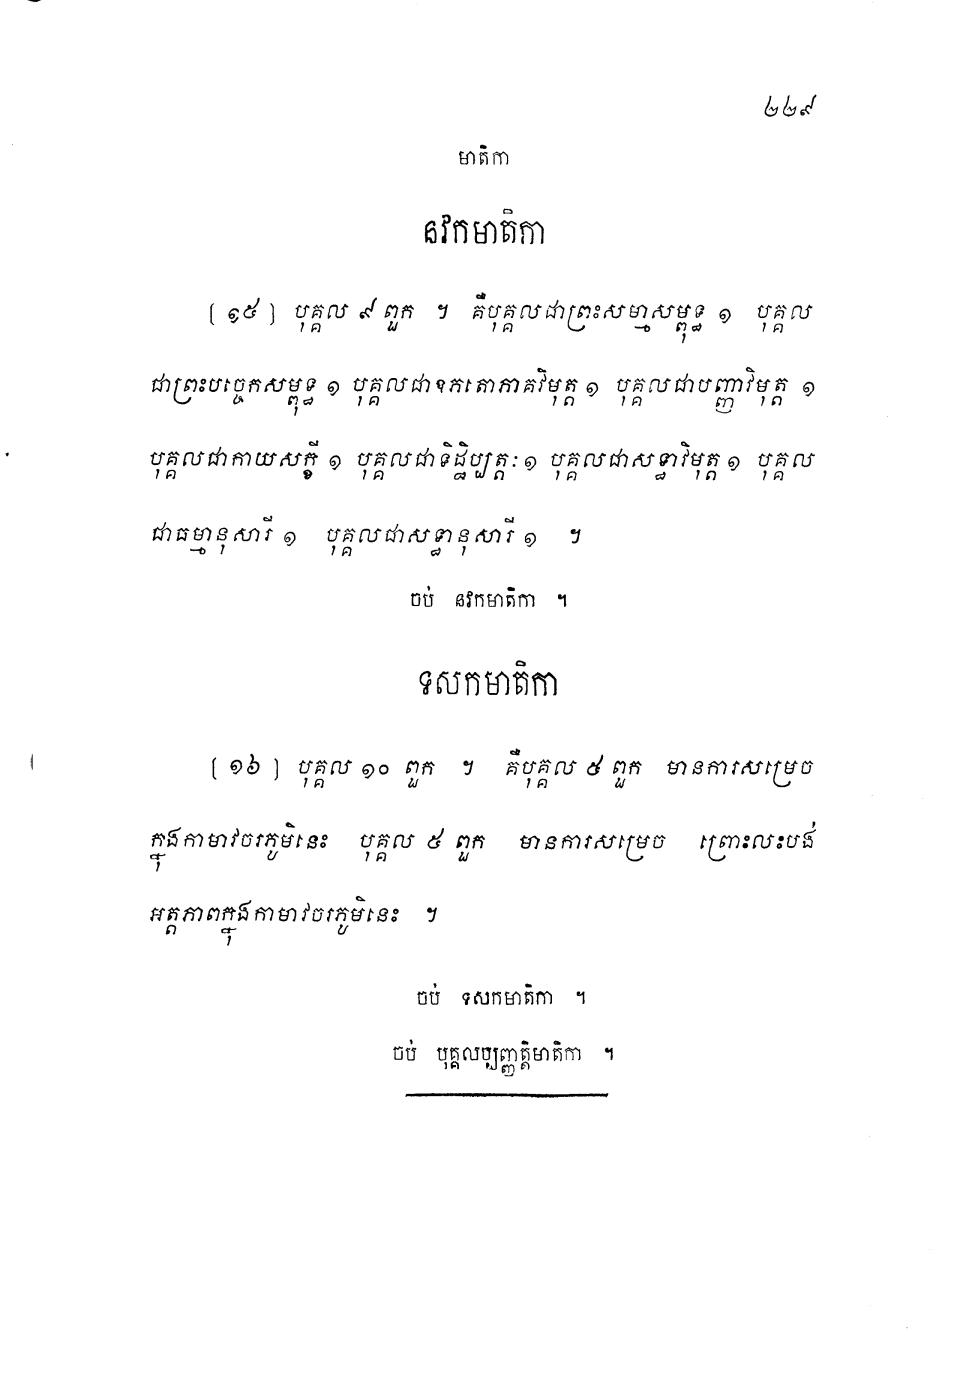 ២២៩
មាតិកា
នវកមាតិកា
[ ១៥ ] បុគ្គល ៩ ពួក ។ គឺបុគ្គលជាព្រះសម្មាសម្ពុទ្ធ ១ បុគ្គល
ជាព្រះបច្ចេកសម្ពុទ្ធ ១ បុគ្គលជាឧភតោភាគវិមុត្ត ១ បុគ្គលជាបញ្ញាវិមុត្ត ១
បុគ្គលជាកាយសក្ខី ១ បុគ្គលជាទិដ្ឋិប្បត្តៈ ១ បុគ្គលជាសទ្ធាវិមុត្ត ១ បុគ្គល
ជាធម្មានុសារី ១ បុគ្គលជាសទ្ធានុសារី ១ ។
ចប់ នវកមាតិកា ។
ទសកមាតិកា
[ ១៦ ] បុគ្គល ១០ ពួក ។ គឺបុគ្គល ៥ ពួក មានការសម្រេច
ក្នុងកាមាវចរភូមិនេះ បុគ្គល ៥ ពួក មានការសម្រេច ព្រោះលះបង់
អត្តភាពក្នុងកាមាវចរភូមិនេះ ។
ចប់ ទសកមាតិកា ។
ចប់ បុគ្គលប្បញ្ញត្តិមាតិកា ។